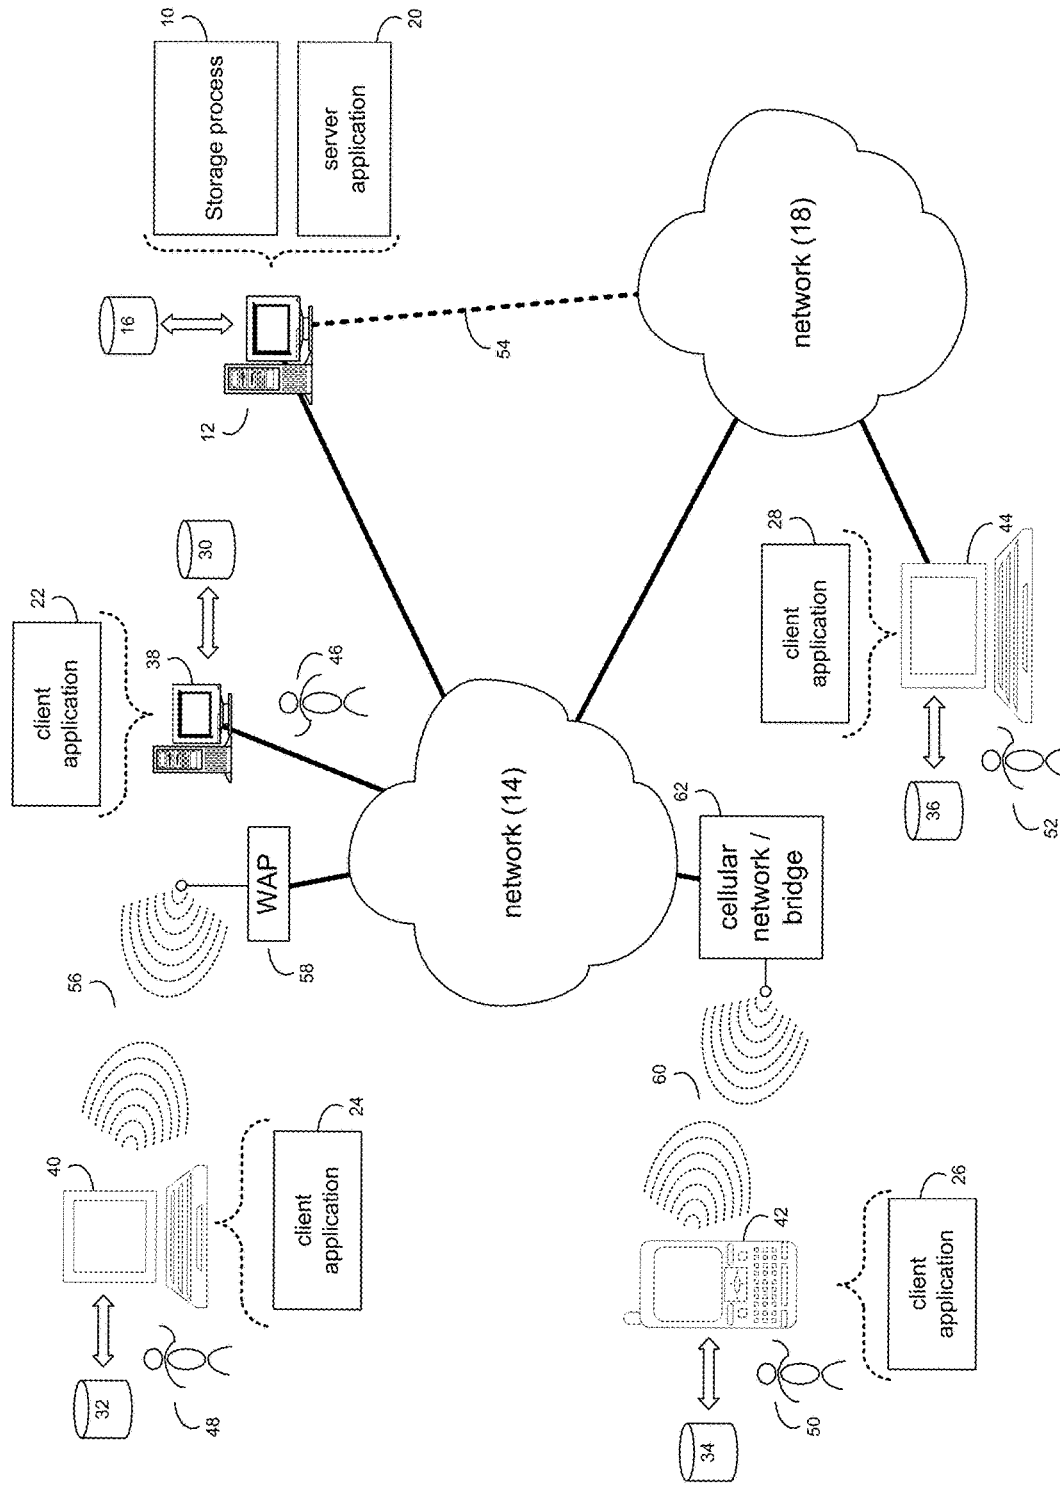 10
Storage process
20
server
application
16
12
54
network (18)
22
client
application
30
38
46
28
client
application
44
36
52
network (14)
62
cellular
network /
bridge
WAP
58
56
60
40
24
client
application
32
48
42
26
client
application
34
50